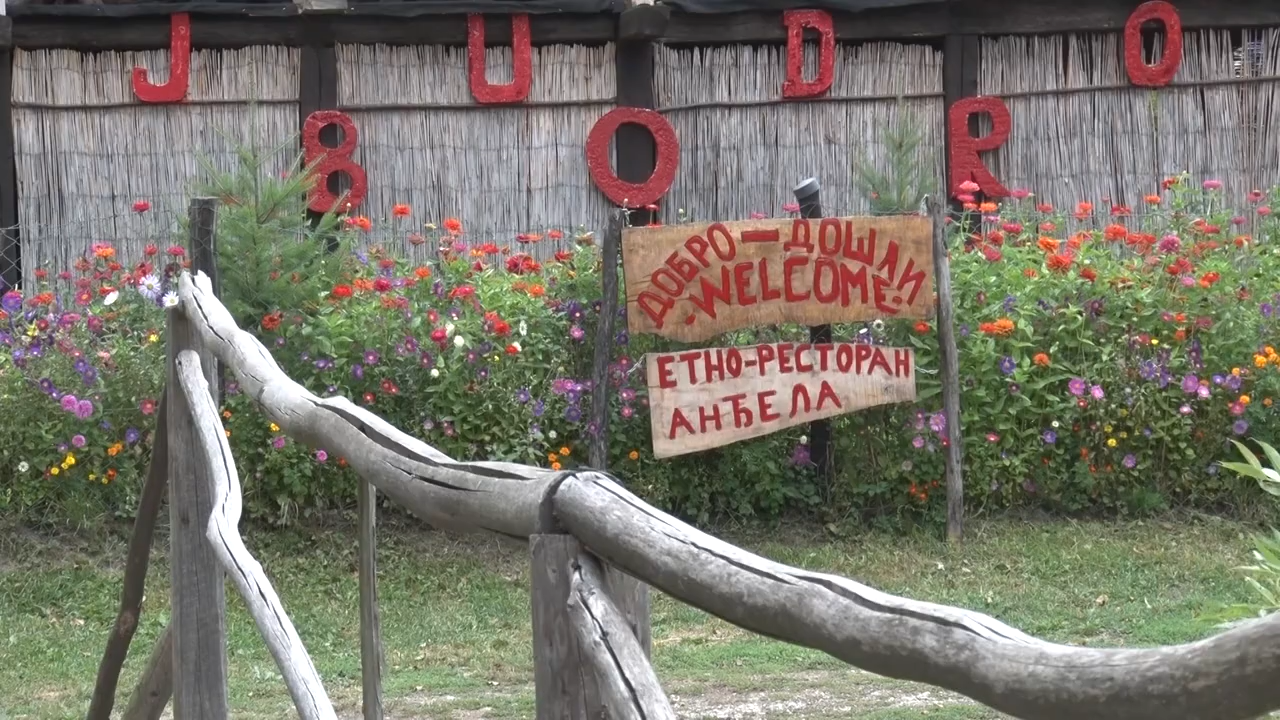 JUDO
BOR
ДОБРО-ДОШЛИ
·WELCOME·
ЕТНО-РЕСТОРАН
АНЂЕЛА